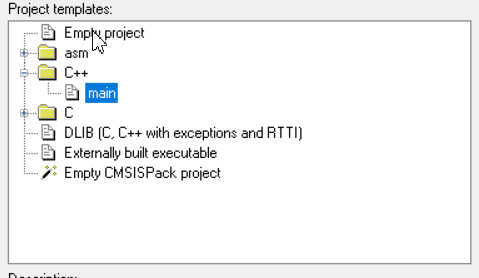 Project templates:
Empty project
asm
C++
main
C
DLIB (C, C++ with exceptions and RTTI)
Externally built executable
Empty CMSISPack project
Description: